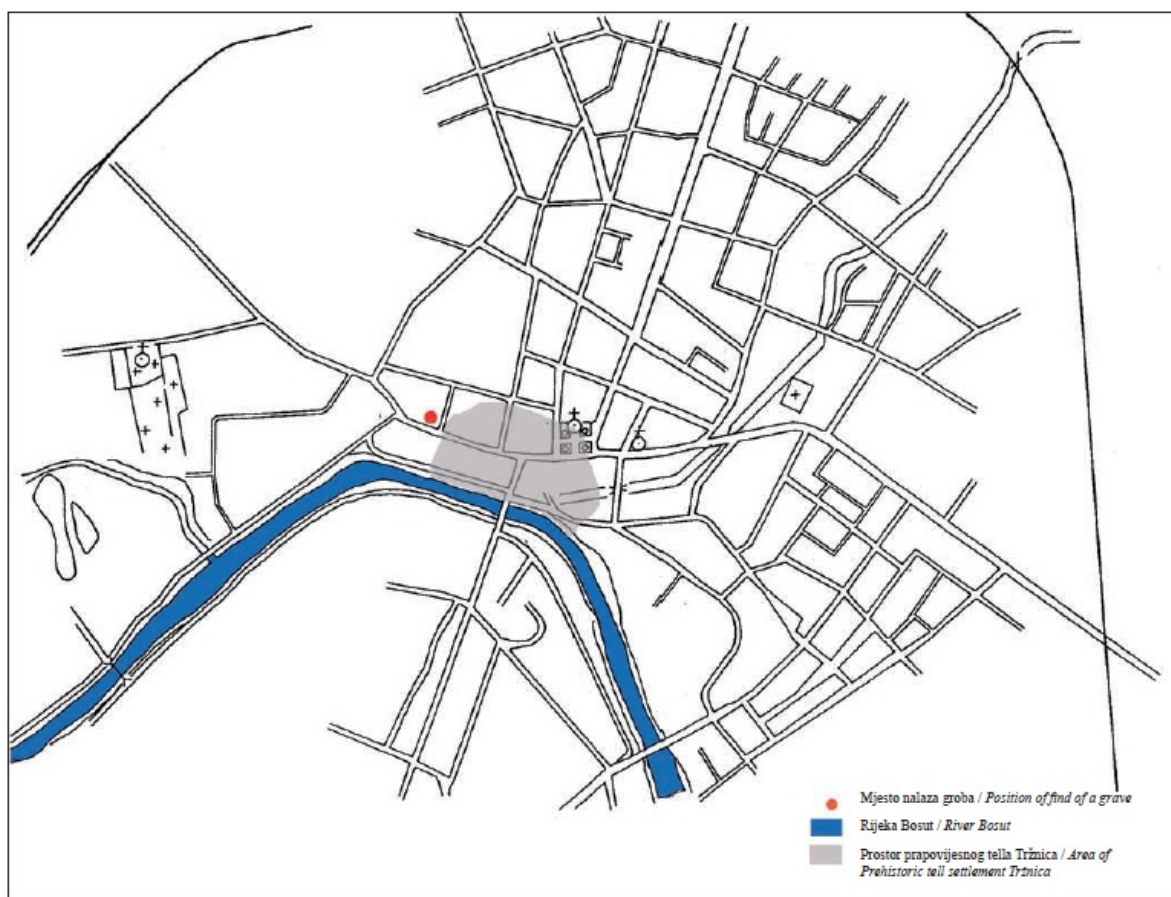 Mjesto nalaza groba / Position of find of a grave
Rijeka Bosut / River Bosut
Prostor prapovijesnog tella Tržnica / Area of
Prehistoric tell settlement Tržnica